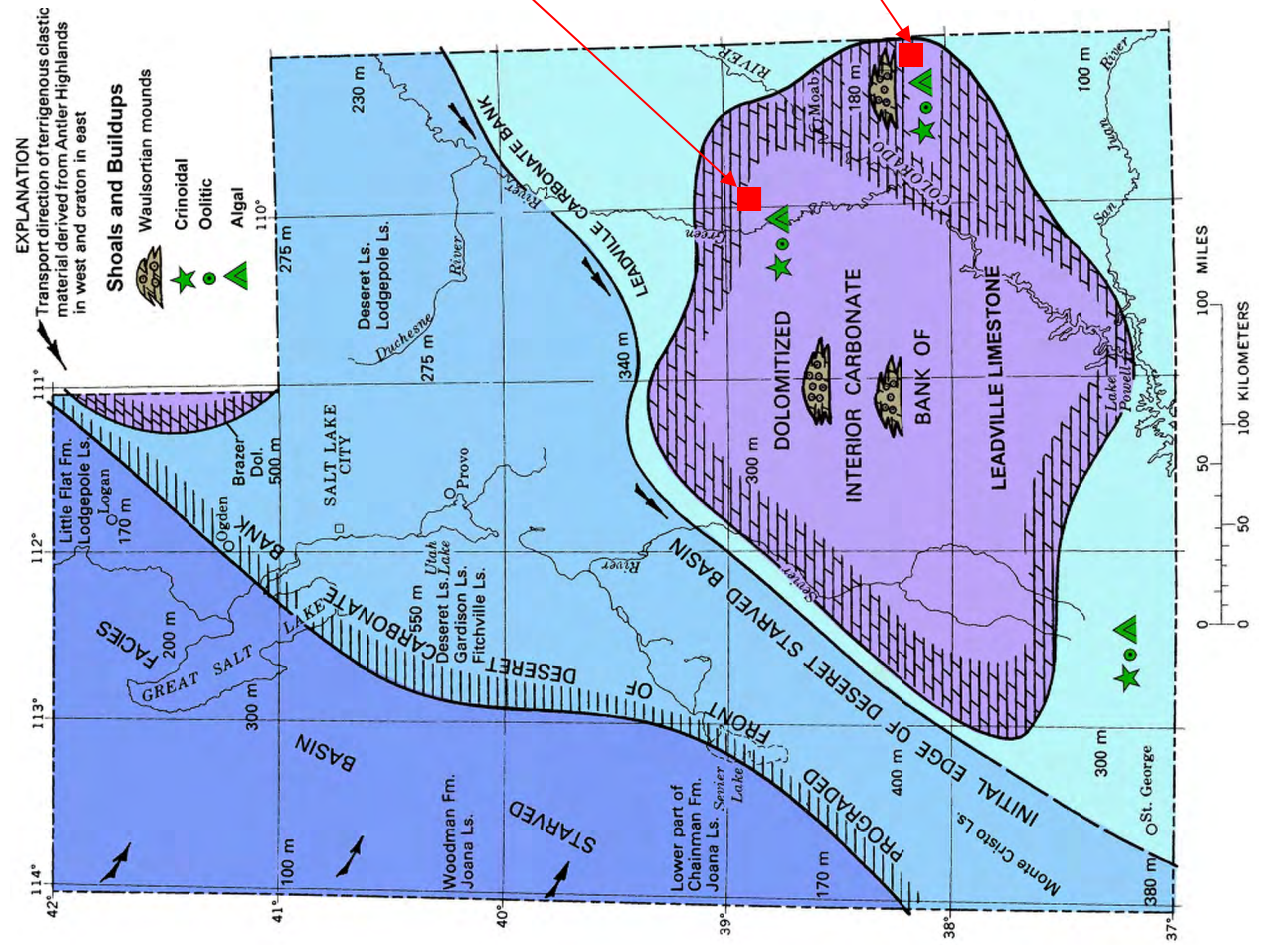 EXPLANATION
Transport direction of terrigenous clastic
material derived from Antler Highlands
in west and craton in east
Shoals and Buildups
Waulsortian mounds
Crinoidal
Oolitic
Algal
42°
41°
40°
39°
38°
37°
114°
113°
112°
111°
110°
Little Flat Fm.
Lodgepole Ls.
Logan
170 m
Ogden
Brazer
Dol.
500 m
SALT LAKE
CITY
Provo
Utah
Lake
550 m
Deseret Ls.
Gardison Ls.
Fitchville Ls.
GREAT SALT LAKE
200 m
300 m
STARVED BASIN FACIES
100 m
Woodman Fm.
Joana Ls.
Lower part of
Chainman Fm.
Joana Ls.
Sevier
Lake
170 m
PROGRADED FRONT OF DESERET CARBONATE BANK
275 m
Deseret Ls.
Lodgepole Ls.
Duchesne
River
275 m
230 m
340 m
LEADVILLE CARBONATE BANK
Green
River
INITIAL EDGE OF DESERET STARVED BASIN
Monte Cristo Ls.
400 m
Sevier
River
300 m
DOLOMITIZED
INTERIOR CARBONATE
BANK OF
LEADVILLE LIMESTONE
COLORADO
RIVER
Moab
180 m
100 m
San Juan River
Lake
Powell
300 m
St. George
380 m
0 50 100 MILES
0 50 100 KILOMETERS